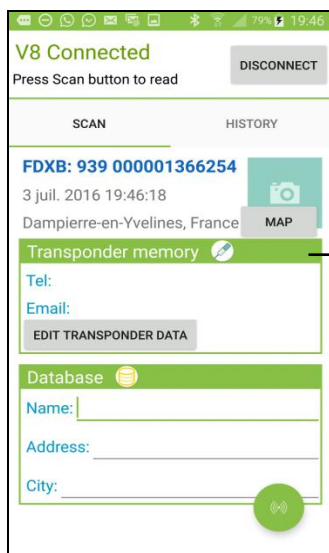 79% 19:46
V8 Connected
Press Scan button to read
DISCONNECT
SCAN HISTORY
FDXB: 939 000001366254
3 juil. 2016 19:46:18
Dampierre-en-Yvelines, France
MAP
Transponder memory
Tel:
Email:
EDIT TRANSPONDER DATA
Database
Name:
Address:
City: